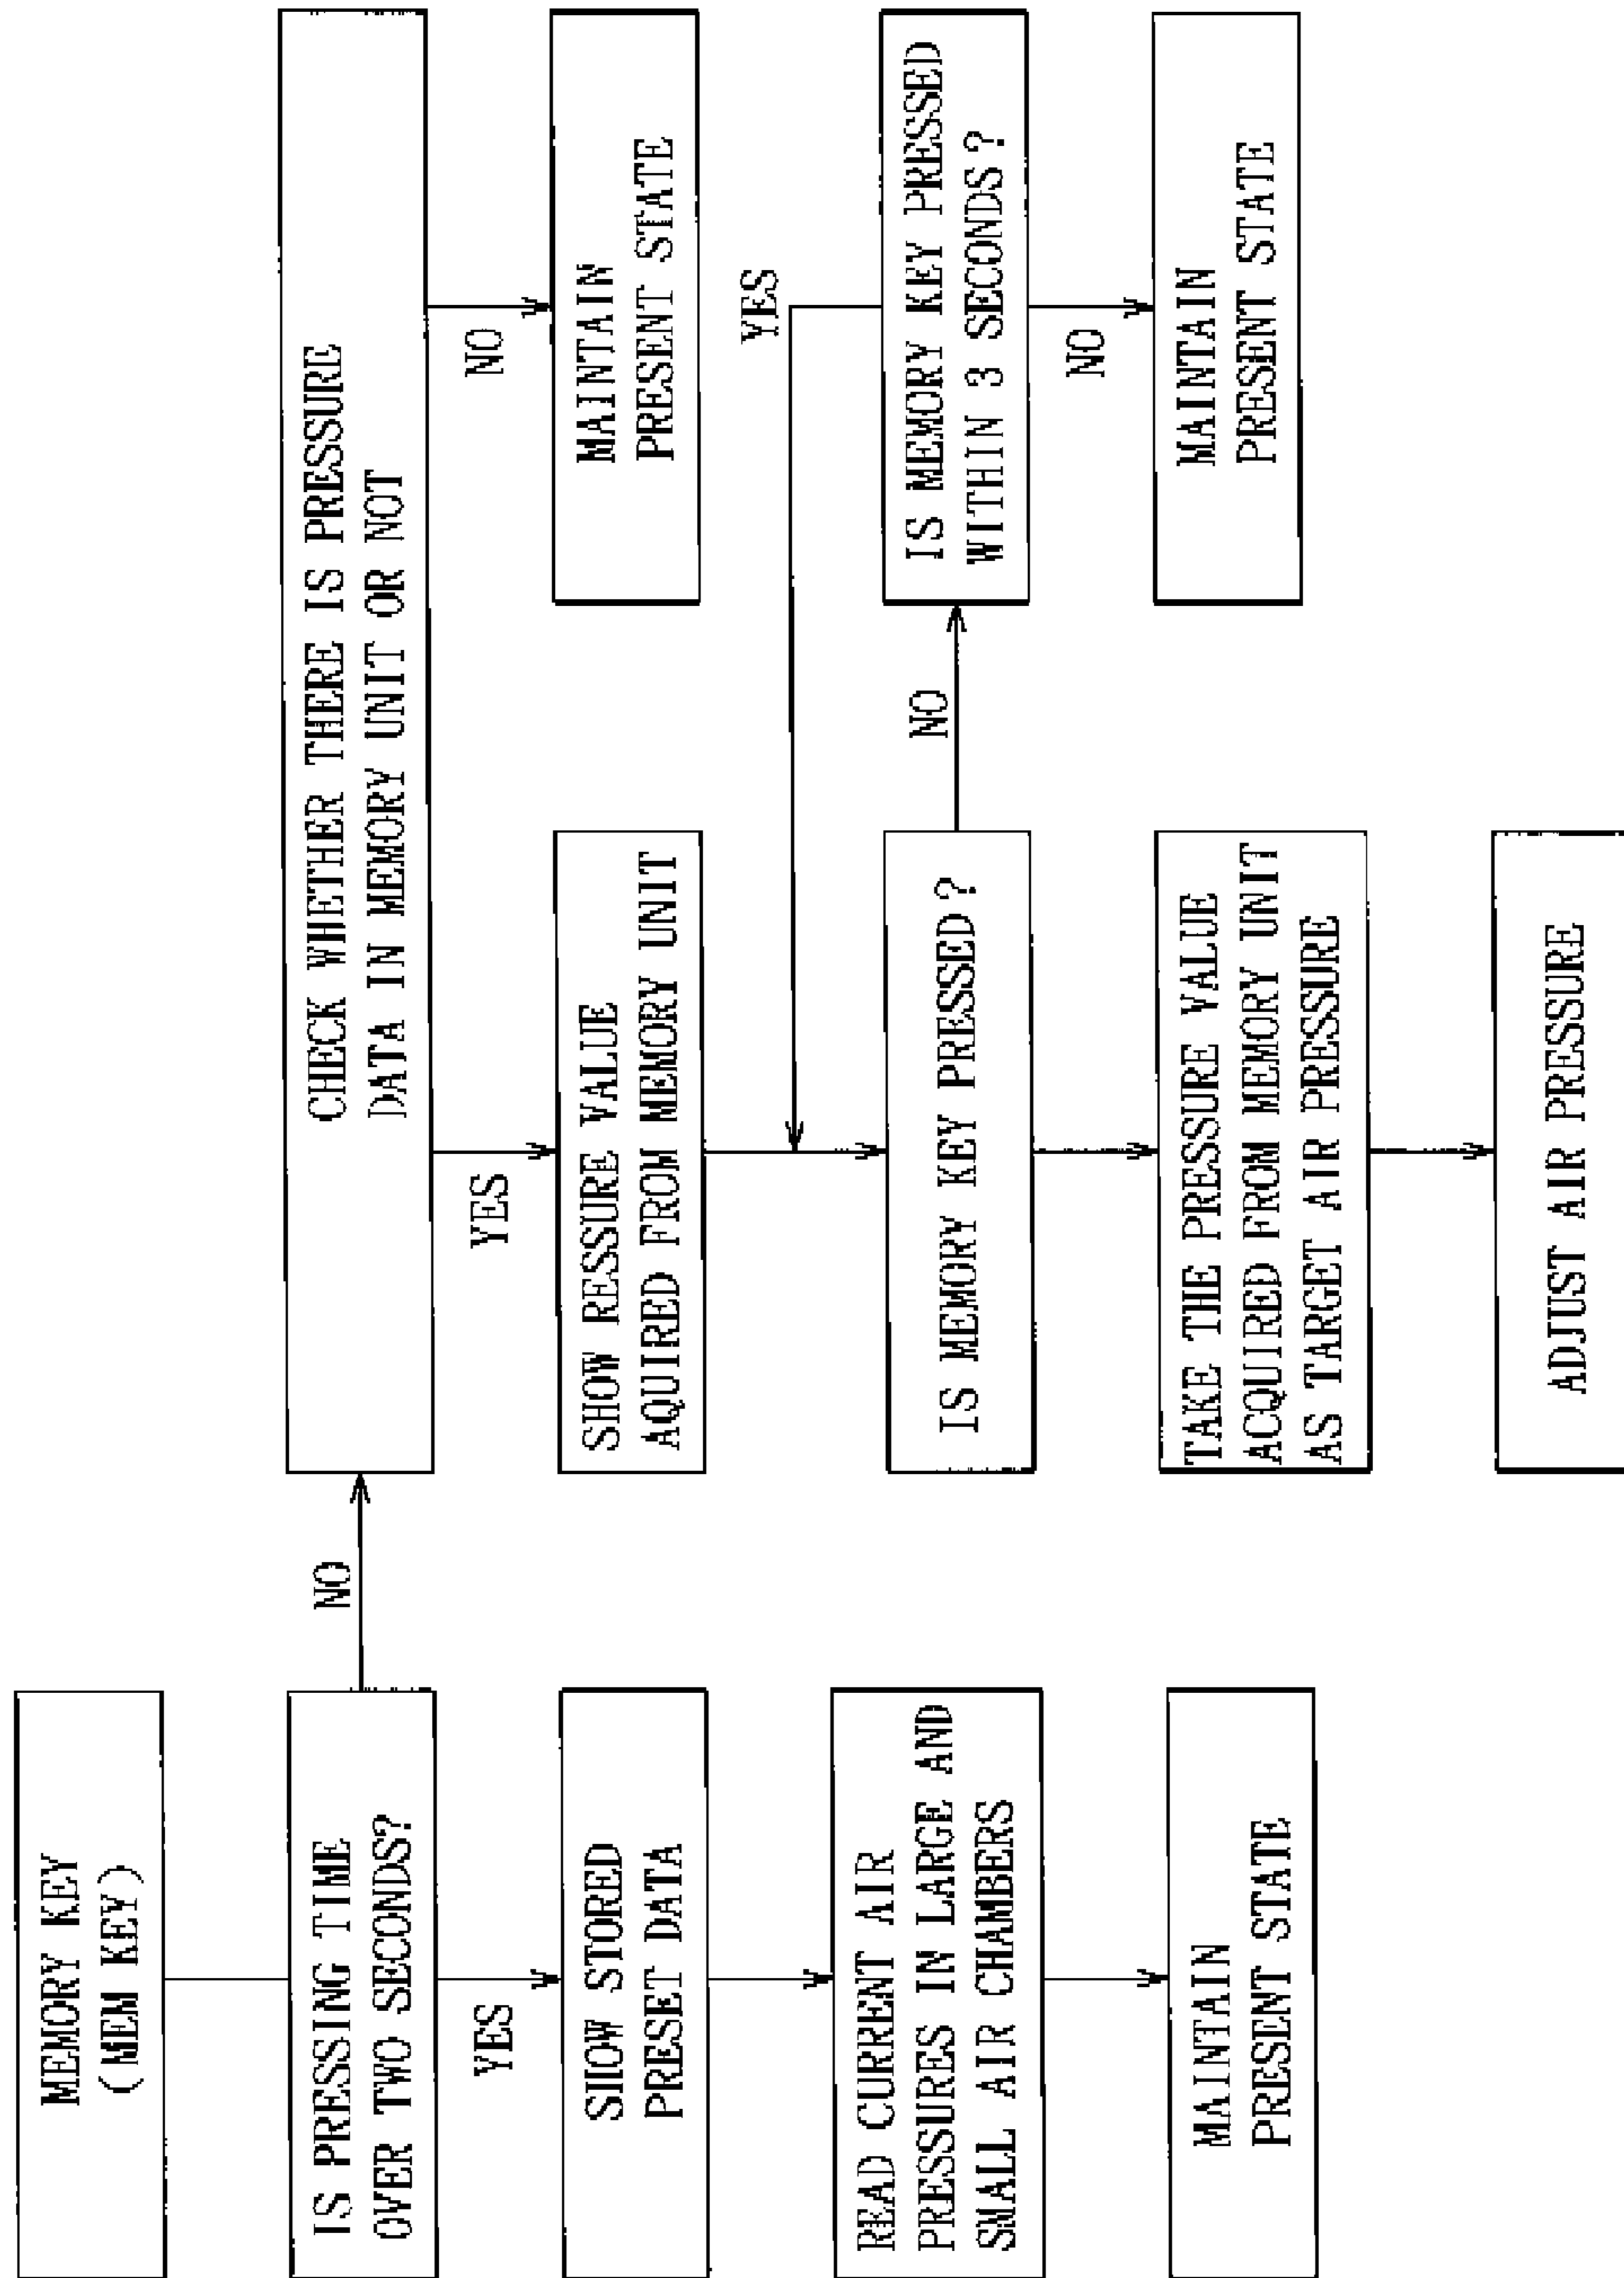 MEMORY KEY
(MEM KEY)
IS PRESSING TIME
OVER TWO SECONDS?
NO
YES
SHOW STORED
PRESET DATA
READ CURRENT AIR
PRESSURES IN LARGE AND
SMALL AIR CHAMBERS
MAINTAIN
PRESENT STATE
CHECK WHETHER THERE IS PRESSURE
DATA IN MEMORY UNIT OR NOT
YES
NO
SHOW RESSURE VALUE
AQUIRED FROM MEMORY UNIT
MAINTAIN
PRESENT STATE
YES
IS MEMORY KEY PRESSED?
NO
IS MEMORY KEY PRESSED
WITHIN 3 SECONDS?
NO
TAKE THE PRESSURE VALUE
ACQUIRED FROM MEMORY UNIT
AS TARGET AIR PRESSURE
MAINTAIN
PRESENT STATE
ADJUST AIR PRESSURE